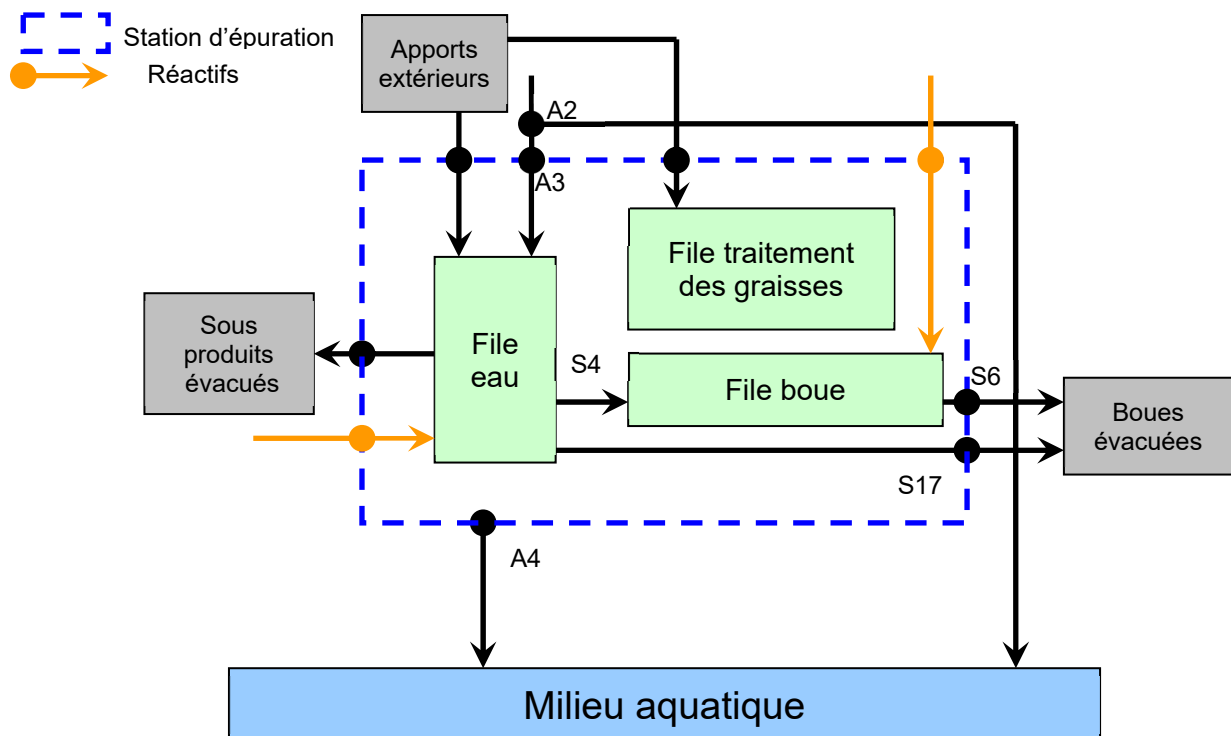 Station d'épuration
Réactifs
Apports
extérieurs
A2
A3
File traitement
des graisses
Sous
produits
évacués
File
eau
S4
File boue
S6
Boues
évacuées
S17
A4
Milieu aquatique